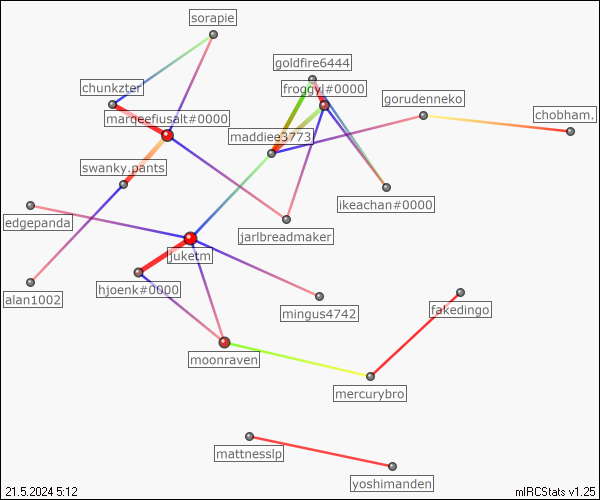 sorapie
goldfire6444
chunkzter
froggyl#0000
gorudenneko
marqeefiusalt#0000
chobham.
maddiee3773
swanky.pants
ikeachan#0000
edgepanda
jarlbreadmaker
juketm
hjoenk#0000
alan1002
mingus4742
fakedingo
moonraven
mercurybro
mattnesslp
yoshimanden
21.5.2024 5:12
mIRCStats v1.25